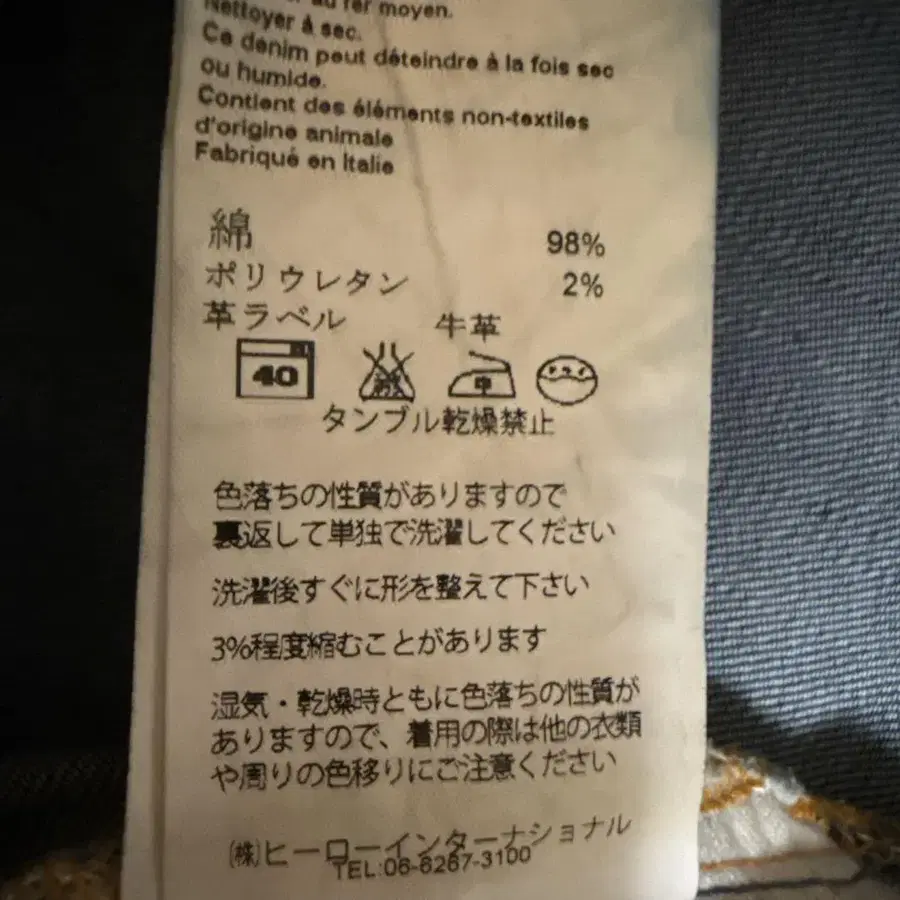 au fer moyen.
Nettoyer à sec.
Ce denim peut déteindre à la fois sec
ou humide.
Contient des éléments non-textiles
d'origine animale
Fabriqué en Italie
綿 98%
ポリウレタン 2%
革ラベル 牛革
40 中
タンブル乾燥禁止
色落ちの性質がありますので
裏返して単独で洗濯してください
洗濯後すぐに形を整えて下さい
3%程度縮むことがあります
湿気・乾燥時ともに色落ちの性質が
ありますので、着用の際は他の衣類
や周りの色移りにご注意ください
(株)ヒーローインターナショナル
TEL:06-6267-3100